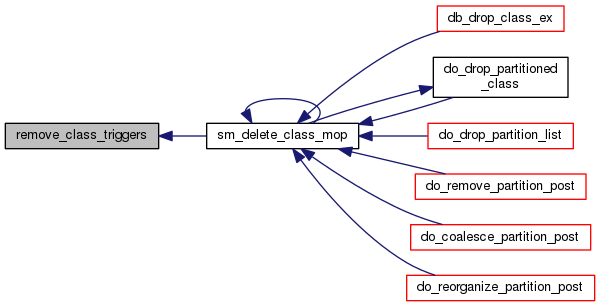 db_drop_class_ex
do_drop_partitioned
_class
remove_class_triggers
sm_delete_class_mop
do_drop_partition_list
do_remove_partition_post
do_coalesce_partition_post
do_reorganize_partition_post